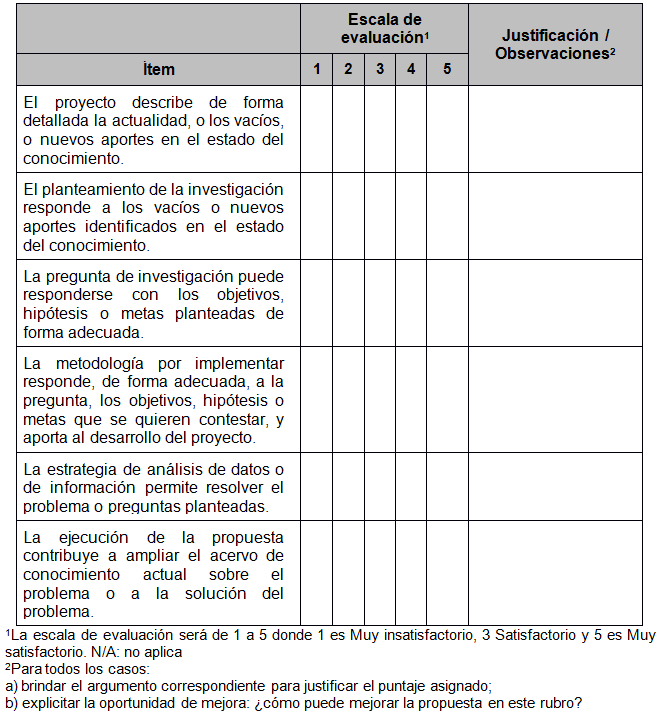 Escala de
evaluación¹
Justificación /
Observaciones²
Ítem
1 2 3 4 5
El proyecto describe de forma
detallada la actualidad, o los vacíos,
o nuevos aportes en el estado del
conocimiento.
El planteamiento de la investigación
responde a los vacíos o nuevos
aportes identificados en el estado
del conocimiento.
La pregunta de investigación puede
responderse con los objetivos,
hipótesis o metas planteadas de
forma adecuada.
La metodología por implementar
responde, de forma adecuada, a la
pregunta, los objetivos, hipótesis o
metas que se quieren contestar, y
aporta al desarrollo del proyecto.
La estrategia de análisis de datos o
de información permite resolver el
problema o preguntas planteadas.
La ejecución de la propuesta
contribuye a ampliar el acervo de
conocimiento actual sobre el
problema o a la solución del
problema.
¹La escala de evaluación será de 1 a 5 donde 1 es Muy insatisfactorio, 3 Satisfactorio y 5 es Muy
satisfactorio. N/A: no aplica
²Para todos los casos:
a) brindar el argumento correspondiente para justificar el puntaje asignado;
b) explicitar la oportunidad de mejora: ¿cómo puede mejorar la propuesta en este rubro?